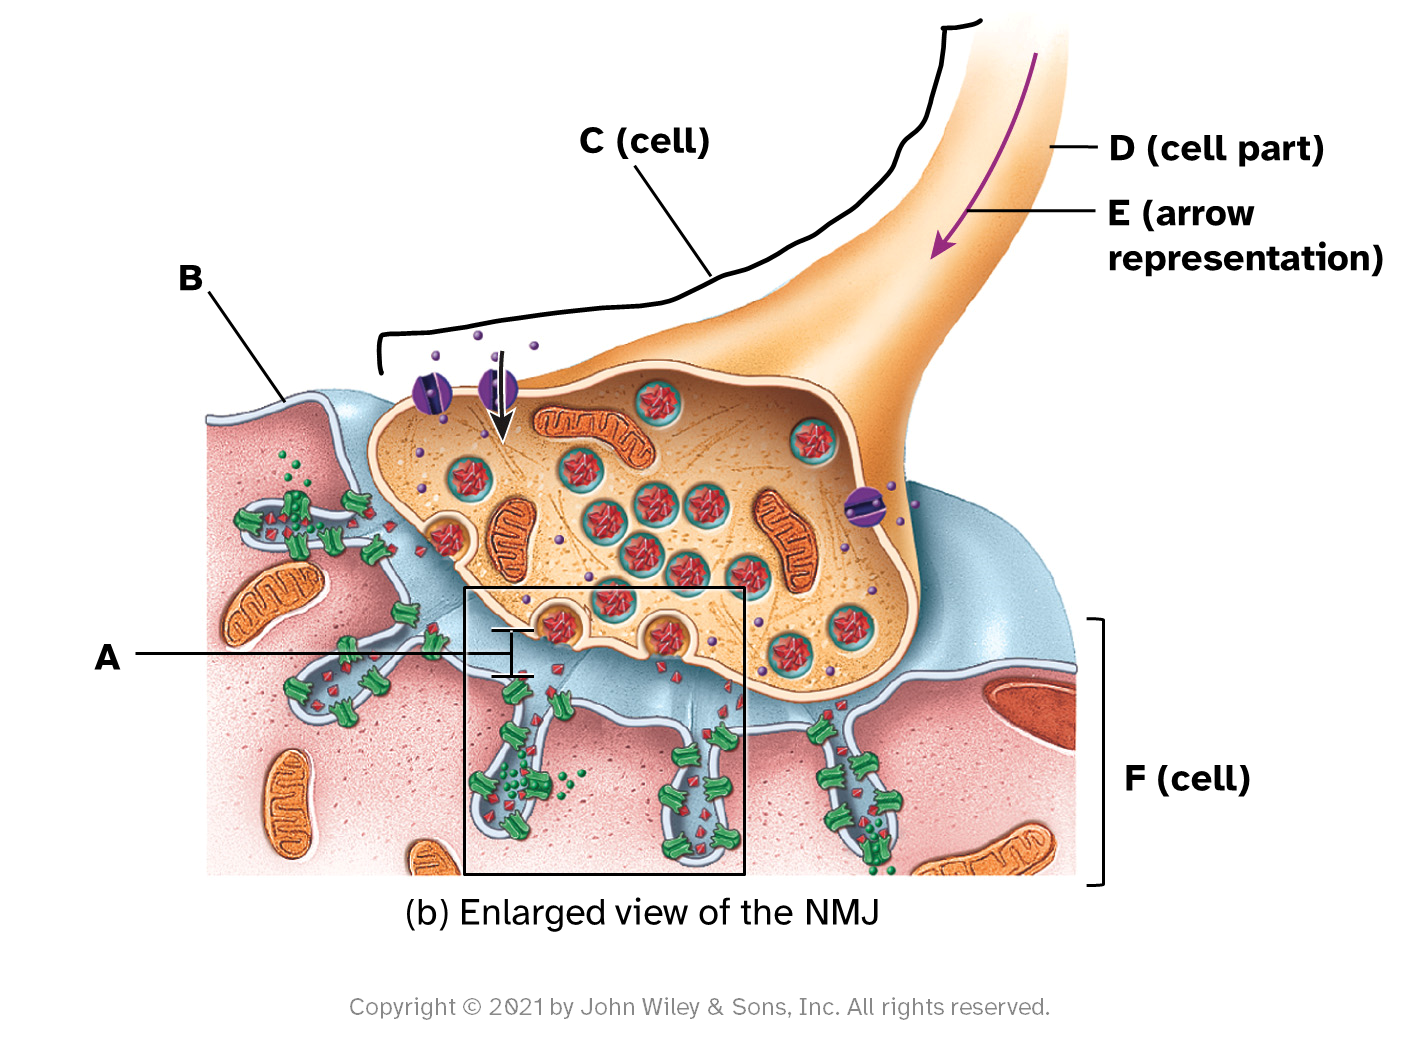 C (cell)
D (cell part)
E (arrow
representation)
B
A
F (cell)
(b) Enlarged view of the NMJ
Copyright © 2021 by John Wiley & Sons, Inc. All rights reserved.